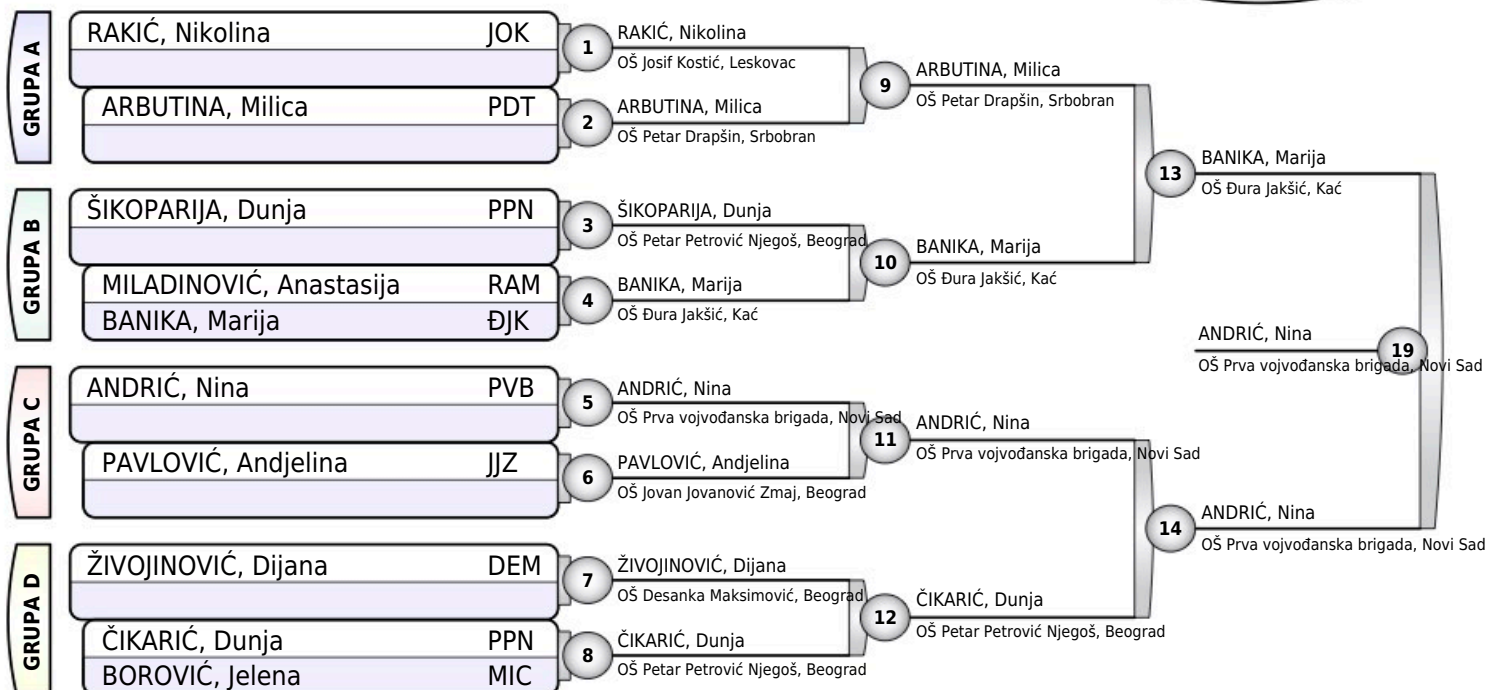 GRUPA A
RAKIĆ, Nikolina JOK
ARBUTINA, Milica PDT
1
RAKIĆ, Nikolina
OŠ Josif Kostić, Leskovac
2
ARBUTINA, Milica
OŠ Petar Drapšin, Srbobran
9
ARBUTINA, Milica
OŠ Petar Drapšin, Srbobran
GRUPA B
ŠIKOPARIJA, Dunja PPN
MILADINOVIĆ, Anastasija RAM
BANIKA, Marija ĐJK
3
ŠIKOPARIJA, Dunja
OŠ Petar Petrović Njegoš, Beograd
4
BANIKA, Marija
OŠ Đura Jakšić, Kać
10
BANIKA, Marija
OŠ Đura Jakšić, Kać
13
BANIKA, Marija
OŠ Đura Jakšić, Kać
GRUPA C
ANDRIĆ, Nina PVB
PAVLOVIĆ, Andjelina JJZ
5
ANDRIĆ, Nina
OŠ Prva vojvođanska brigada, Novi Sad
6
PAVLOVIĆ, Andjelina
OŠ Jovan Jovanović Zmaj, Beograd
11
ANDRIĆ, Nina
OŠ Prva vojvođanska brigada, Novi Sad
GRUPA D
ŽIVOJINOVIĆ, Dijana DEM
ČIKARIĆ, Dunja PPN
BOROVIĆ, Jelena MIC
7
ŽIVOJINOVIĆ, Dijana
OŠ Desanka Maksimović, Beograd
8
ČIKARIĆ, Dunja
OŠ Petar Petrović Njegoš, Beograd
12
ČIKARIĆ, Dunja
OŠ Petar Petrović Njegoš, Beograd
14
ANDRIĆ, Nina
OŠ Prva vojvođanska brigada, Novi Sad
19
ANDRIĆ, Nina
OŠ Prva vojvođanska brigada, Novi Sad